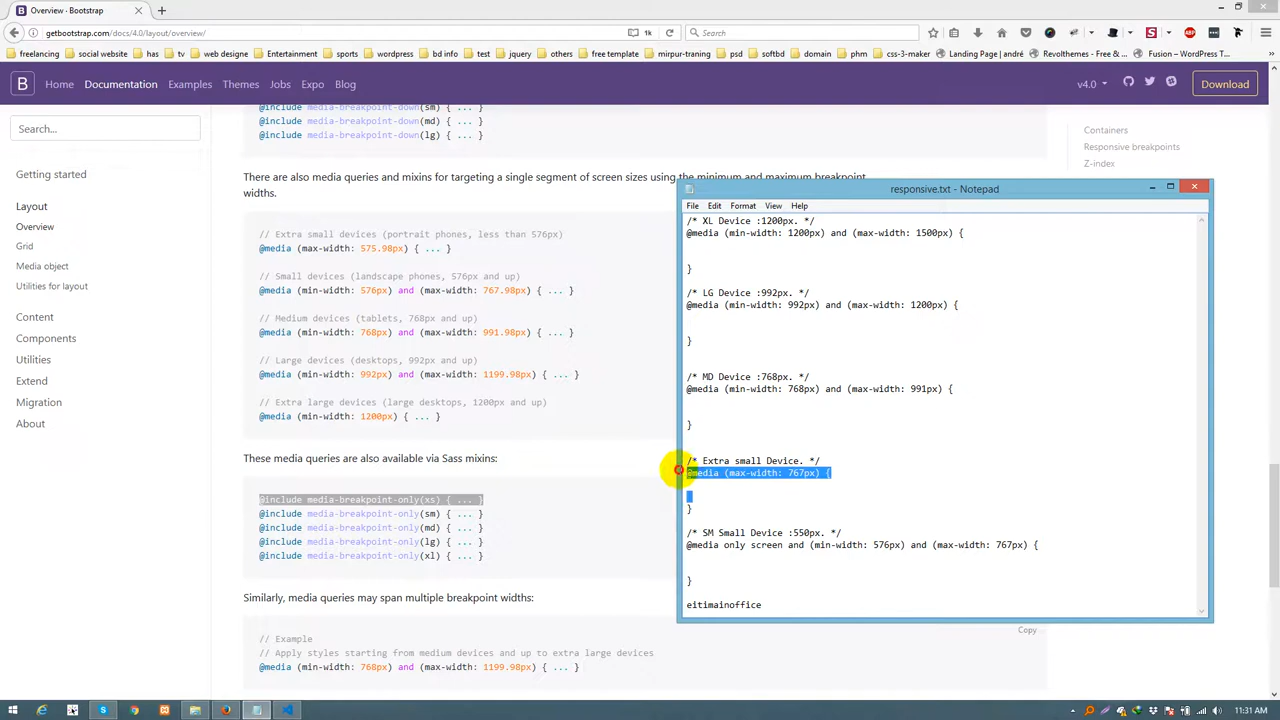 Overview · Bootstrap
getbootstrap.com/docs/4.0/layout/overview/
1k
Search
freelancing
social website
has
tv
web designe
Entertainment
sports
wordpress
bd info
test
jquery
others
free template
mirpur-traning
psd
softbd
domain
phm
css-3-maker
Landing Page | andré
Revolthemes - Free & ...
Fusion – WordPress T...
B
Home
Documentation
Examples
Themes
Jobs
Expo
Blog
v4.0
Download
Search...
Getting started
Layout
Overview
Grid
Media object
Utilities for layout
Content
Components
Utilities
Extend
Migration
About
@include media-breakpoint-down(sm) { ... }
@include media-breakpoint-down(md) { ... }
@include media-breakpoint-down(lg) { ... }
There are also media queries and mixins for targeting a single segment of screen sizes using the minimum and maximum breakpoint
widths.
// Extra small devices (portrait phones, less than 576px)
@media (max-width: 575.98px) { ... }
// Small devices (landscape phones, 576px and up)
@media (min-width: 576px) and (max-width: 767.98px) { ... }
// Medium devices (tablets, 768px and up)
@media (min-width: 768px) and (max-width: 991.98px) { ... }
// Large devices (desktops, 992px and up)
@media (min-width: 992px) and (max-width: 1199.98px) { ... }
// Extra large devices (large desktops, 1200px and up)
@media (min-width: 1200px) { ... }
These media queries are also available via Sass mixins:
@include media-breakpoint-only(xs) { ... }
@include media-breakpoint-only(sm) { ... }
@include media-breakpoint-only(md) { ... }
@include media-breakpoint-only(lg) { ... }
@include media-breakpoint-only(xl) { ... }
Similarly, media queries may span multiple breakpoint widths:
Copy
// Example
// Apply styles starting from medium devices and up to extra large devices
@media (min-width: 768px) and (max-width: 1199.98px) { ... }
Containers
Responsive breakpoints
Z-index
responsive.txt - Notepad
File
Edit
Format
View
Help
/* XL Device :1200px. */
@media (min-width: 1200px) and (max-width: 1500px) {
}
/* LG Device :992px. */
@media (min-width: 992px) and (max-width: 1200px) {
}
/* MD Device :768px. */
@media (min-width: 768px) and (max-width: 991px) {
}
/* Extra small Device. */
@media (max-width: 767px) {
}
/* SM Small Device :550px. */
@media only screen and (min-width: 576px) and (max-width: 767px) {
}
eitimainoffice
11:31 AM